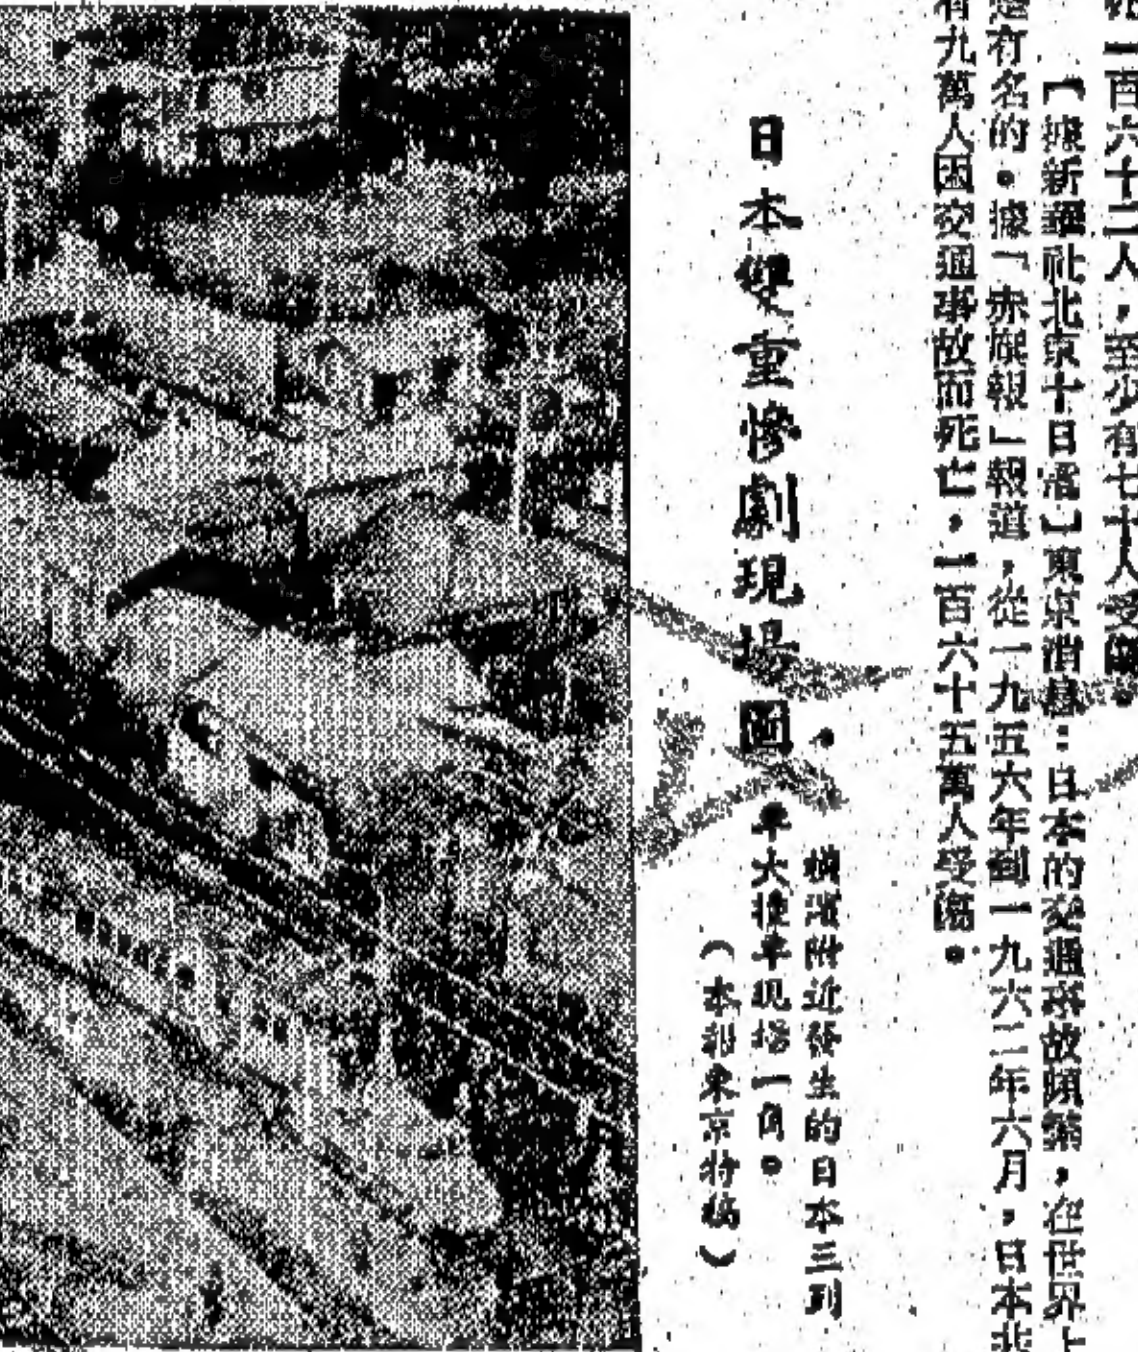 一百六十二人,至少有七十人受傷。
【據新華社北京十日電】東京消息:日本的交通事故頻繁,在世界上
是有名的。據「赤旗報」報道,從一九五六年到一九六二年六月,日本共
有九萬人因交通事故而死亡,一百六十五萬人受傷。
日本雙重慘劇現場圖。
橫濱附近發生的日本三列
車大撞車現場一角。
(本報東京特稿)